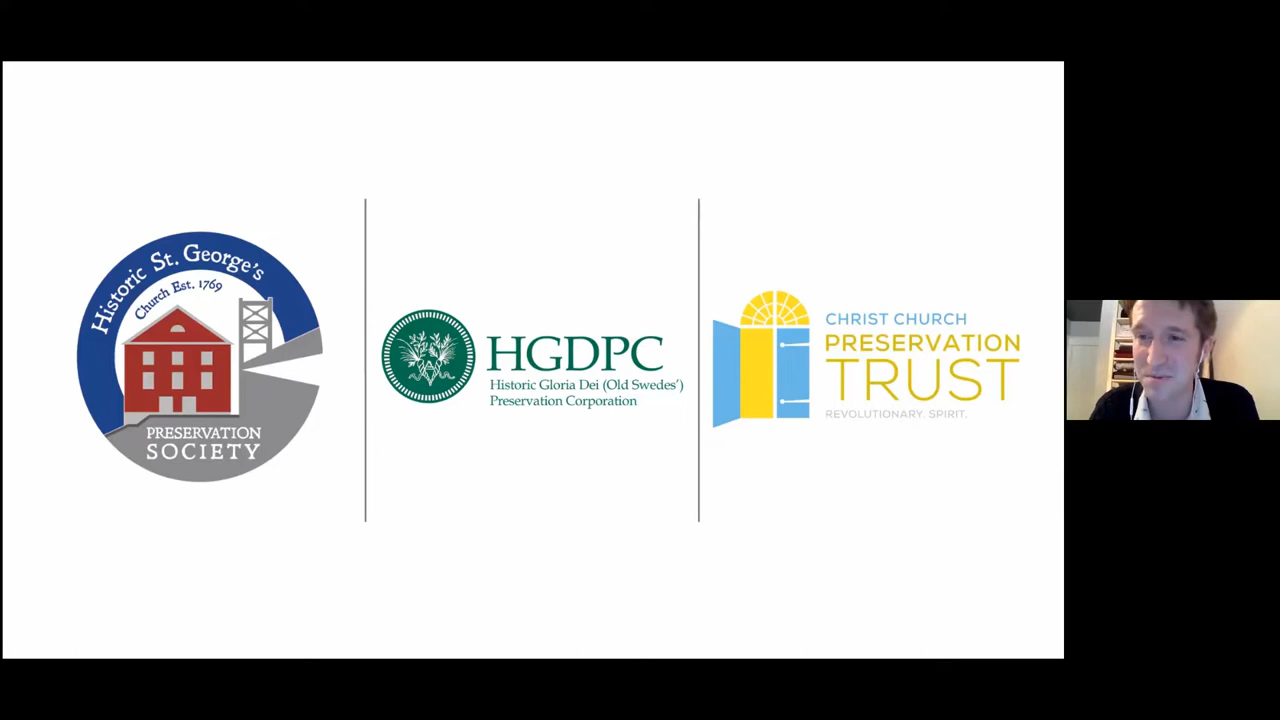 Historic St. George's
Church Est. 1769
PRESERVATION
SOCIETY
HGDPC
Historic Gloria Dei (Old Swedes')
Preservation Corporation
CHRIST CHURCH
PRESERVATION
TRUST
REVOLUTIONARY. SPIRIT.